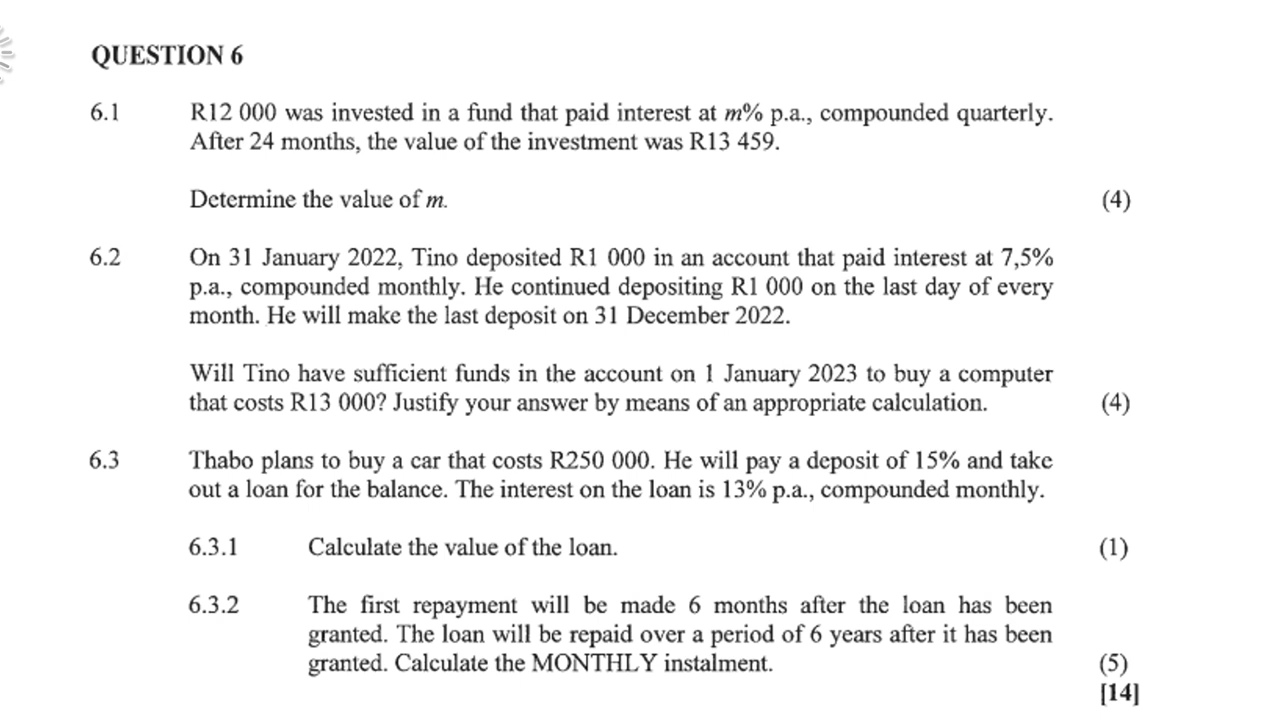 QUESTION 6
6.1 R12 000 was invested in a fund that paid interest at m% p.a., compounded quarterly.
After 24 months, the value of the investment was R13 459.
Determine the value of m. (4)
6.2 On 31 January 2022, Tino deposited R1 000 in an account that paid interest at 7,5%
p.a., compounded monthly. He continued depositing R1 000 on the last day of every
month. He will make the last deposit on 31 December 2022.
Will Tino have sufficient funds in the account on 1 January 2023 to buy a computer
that costs R13 000? Justify your answer by means of an appropriate calculation. (4)
6.3 Thabo plans to buy a car that costs R250 000. He will pay a deposit of 15% and take
out a loan for the balance. The interest on the loan is 13% p.a., compounded monthly.
6.3.1 Calculate the value of the loan. (1)
6.3.2 The first repayment will be made 6 months after the loan has been
granted. The loan will be repaid over a period of 6 years after it has been
granted. Calculate the MONTHLY instalment. (5)
[14]